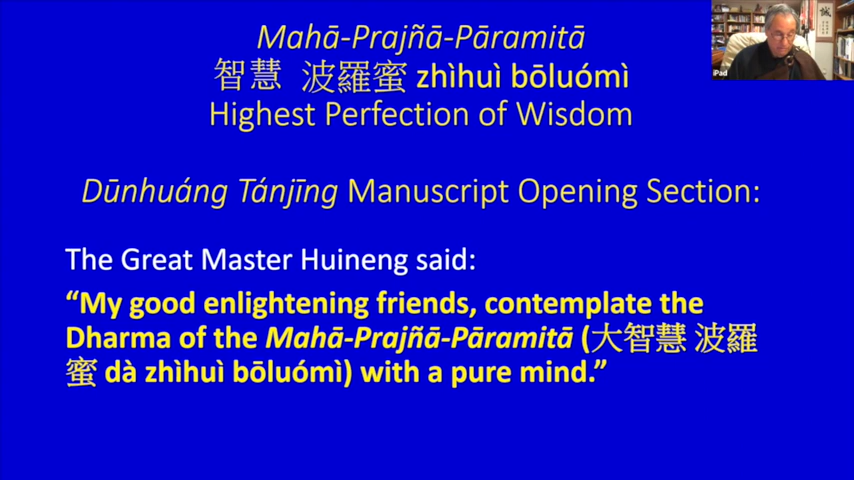 Mahā-Prajñā-Pāramitā
智慧 波羅蜜 zhìhuì bōluómì
Highest Perfection of Wisdom
Dūnhuáng Tánjīng Manuscript Opening Section:
The Great Master Huineng said:
“My good enlightening friends, contemplate the
Dharma of the Mahā-Prajñā-Pāramitā (大智慧 波羅
蜜 dà zhìhuì bōluómì) with a pure mind.”
iPad
誠